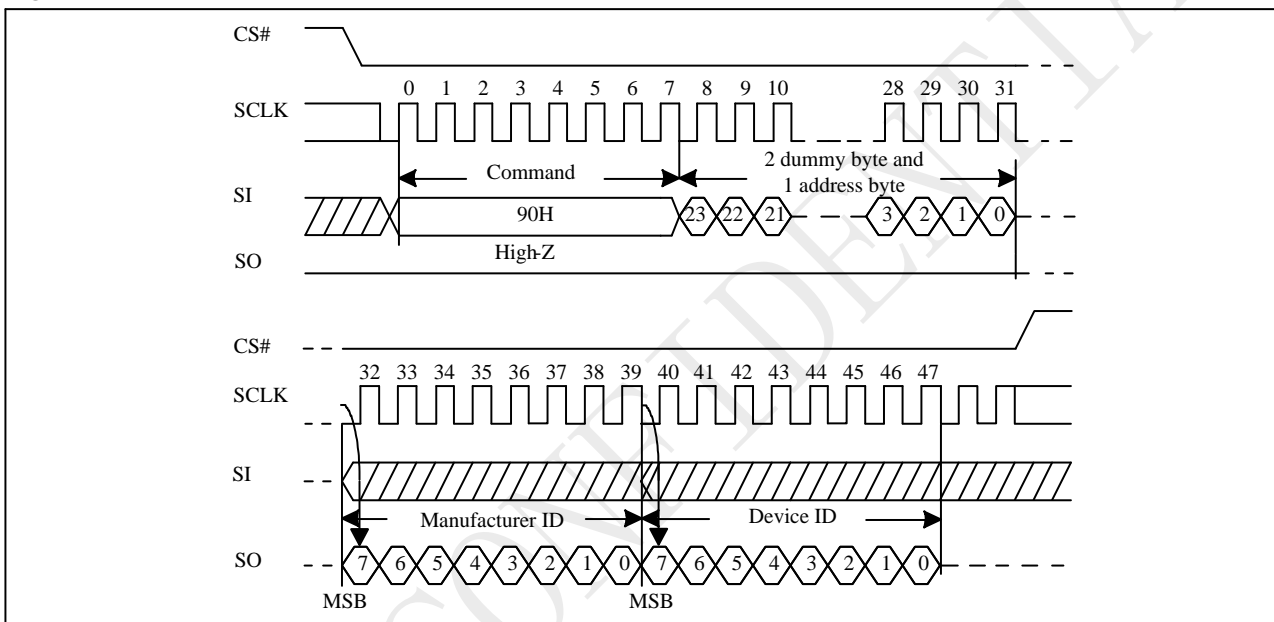 CS#
0 1 2 3 4 5 6 7 8 9 10 28 29 30 31
SCLK
Command
2 dummy byte and
1 address byte
SI
90H
23 22 21 3 2 1 0
High-Z
SO
CS#
32 33 34 35 36 37 38 39 40 41 42 43 44 45 46 47
SCLK
SI
Manufacturer ID
Device ID
SO
7 6 5 4 3 2 1 0 7 6 5 4 3 2 1 0
MSB MSB